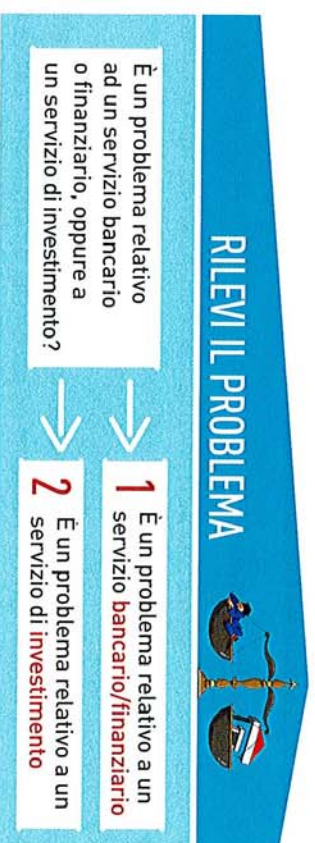 RILEVI IL PROBLEMA
È un problema relativo
ad un servizio bancario
o finanziario, oppure a
un servizio di investimento?
1 È un problema relativo a un
servizio bancario/finanziario
2 È un problema relativo a un
servizio di investimento